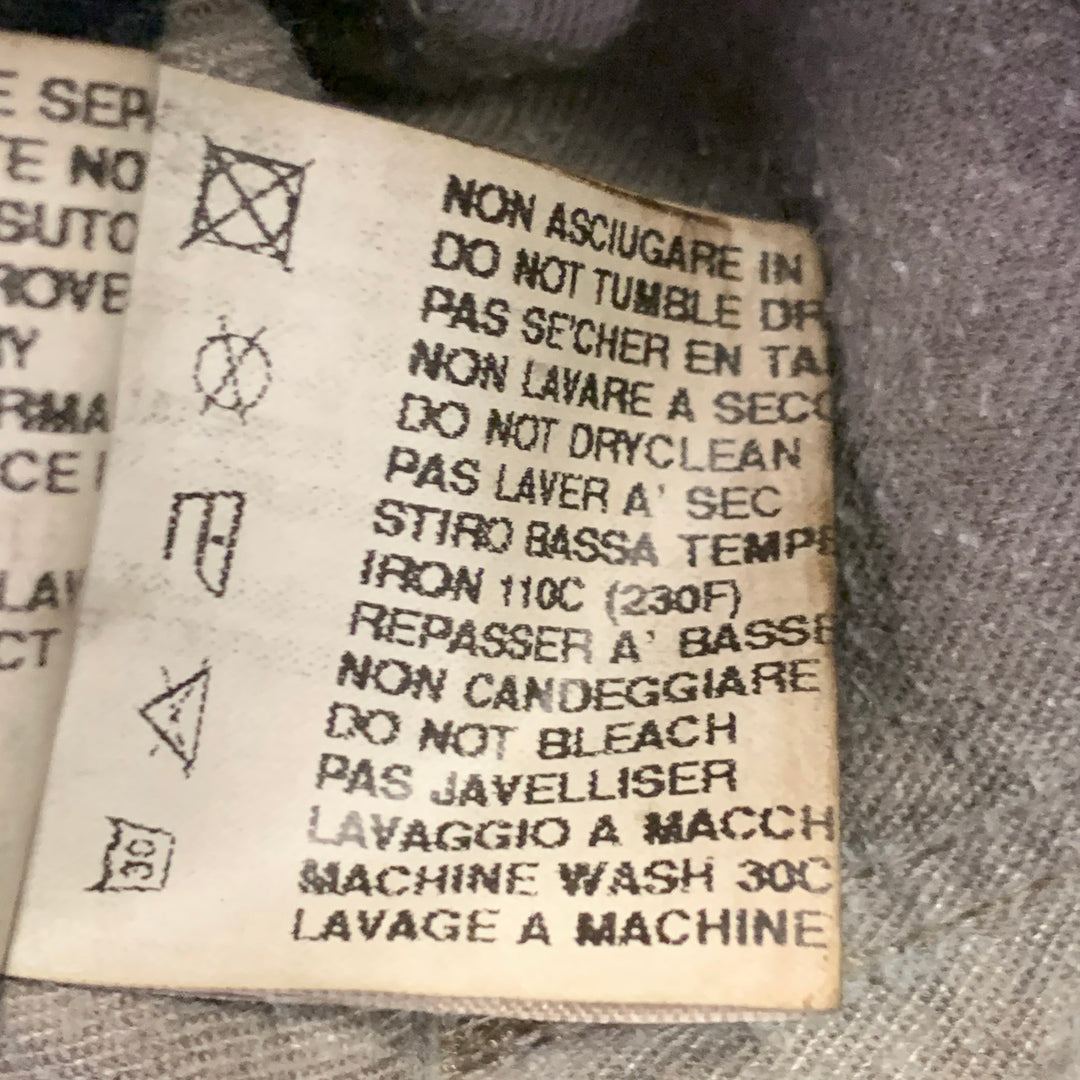 E SEPA
TE NO
SUTO
ROVE
Y
RMA
CE I
LAV
CT
NON ASCIUGARE IN
DO NOT TUMBLE DR
PAS SE'CHER EN TA
NON LAVARE A SECC
DO NOT DRYCLEAN
PAS LAVER A' SEC
STIRO BASSA TEMPE
IRON 110C (230F)
REPASSER A' BASSE
NON CANDEGGIARE
DO NOT BLEACH
PAS JAVELLISER
30
LAVAGGIO A MACCH
MACHINE WASH 30C
LAVAGE A MACHINE